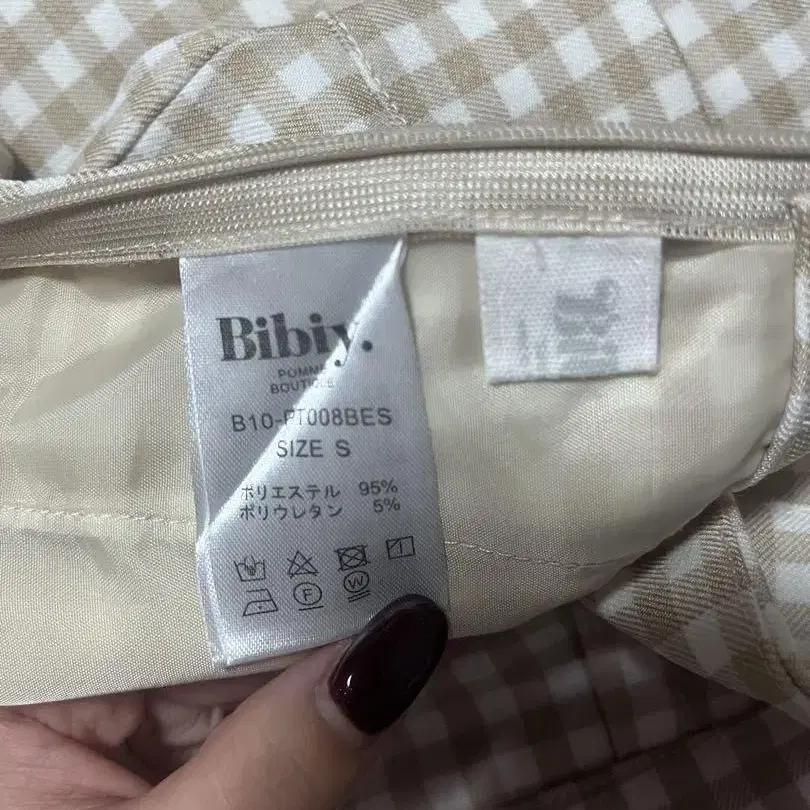 Bibiy.
POMME
BOUTIQUE
B10-PT008BES
SIZE S
ポリエステル 95%
ポリウレタン 5%
F
W